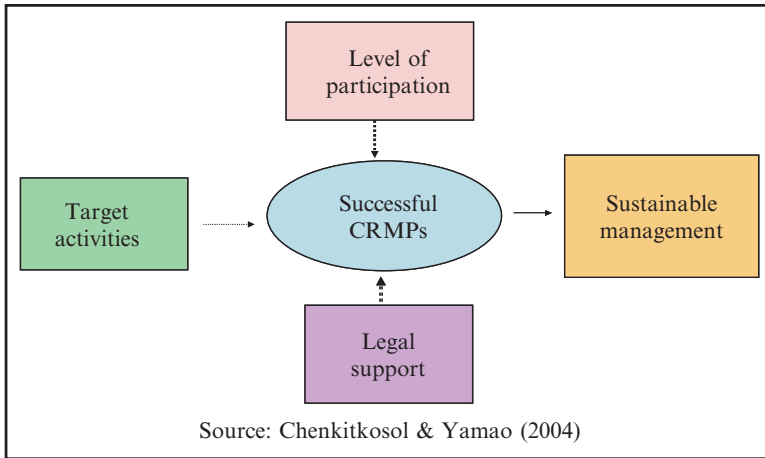 Level of
participation
Target
activities
Successful
CRMPs
Sustainable
management
Legal
support
Source: Chenkitkosol & Yamao (2004)